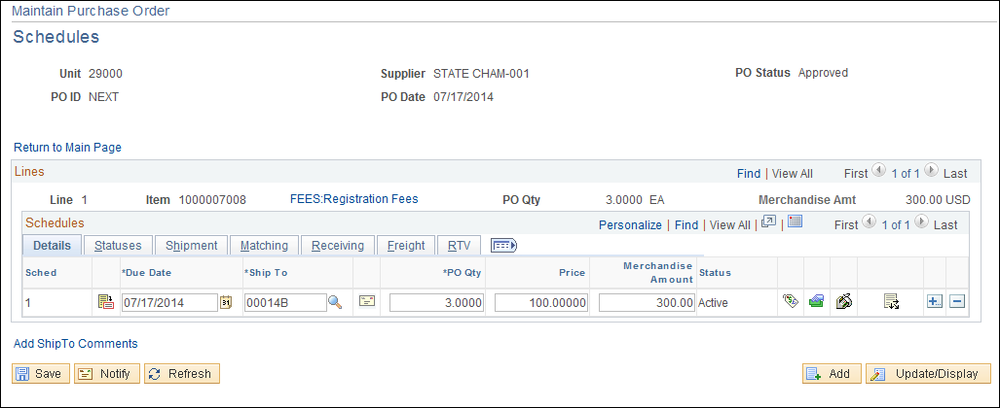 Maintain Purchase Order
Schedules
Unit 29000 Supplier STATE CHAM-001 PO Status Approved
PO ID NEXT PO Date 07/17/2014
Return to Main Page
Lines Find | View All First 1 of 1 Last
Line 1 Item 1000007008 FEES:Registration Fees PO Qty 3.0000 EA Merchandise Amt 300.00 USD
Schedules Personalize | Find | View All | | First 1 of 1 Last
Details Statuses Shipment Matching Receiving Freight RTV
Sched *Due Date *Ship To *PO Qty Price Merchandise Amount Status
1 07/17/2014 00014B 3.0000 100.00000 300.00 Active
Add ShipTo Comments
Save Notify Refresh Add Update/Display